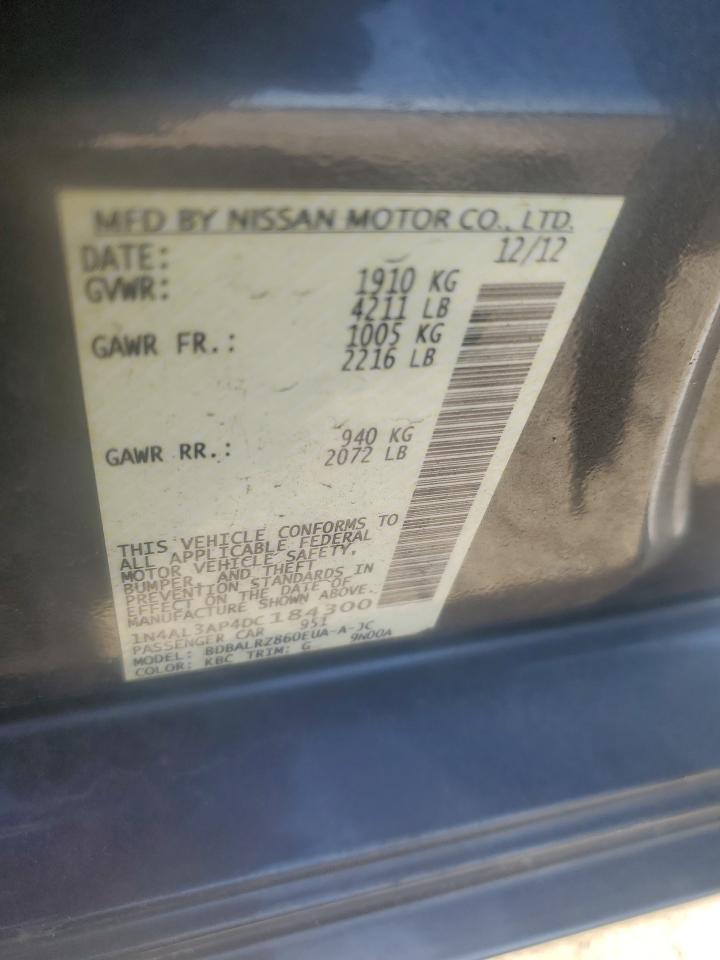 MFD BY NISSAN MOTOR CO., LTD.
DATE: 12/12
GVWR: 1910 KG
4211 LB
GAWR FR.: 1005 KG
2216 LB
GAWR RR.: 940 KG
2072 LB
THIS VEHICLE CONFORMS TO
ALL APPLICABLE FEDERAL
MOTOR VEHICLE SAFETY,
BUMPER, AND THEFT
PREVENTION STANDARDS IN
EFFECT ON THE DATE OF
MANUFACTURE SHOWN ABOVE.
1N4AL3AP4DC184300
PASSENGER CAR 951
MODEL: BDBALRZ860EUA-A-JC
COLOR: KBC TRIM: G 9N00A